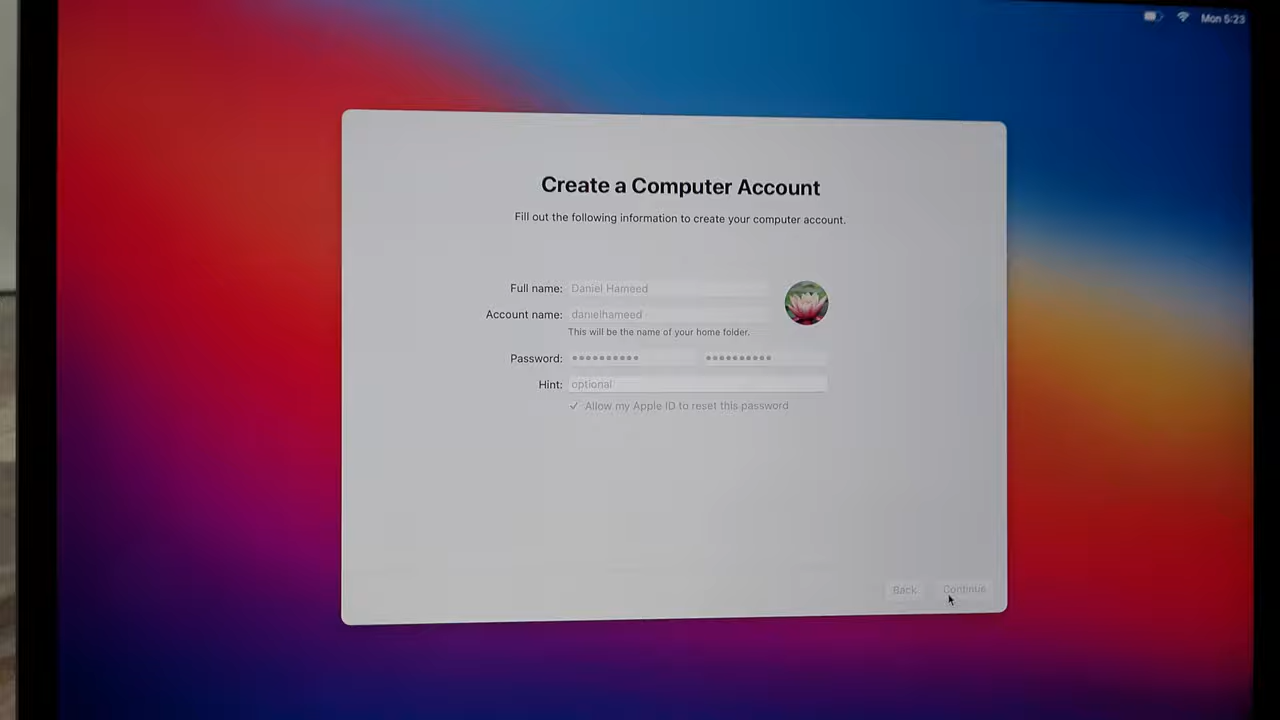 Mon 5:23
Create a Computer Account
Fill out the following information to create your computer account.
Full name: Daniel Hameed
Account name: danielhameed
This will be the name of your home folder.
Password: •••••••••• ••••••••••
Hint: optional
✓ Allow my Apple ID to reset this password
Back Continue